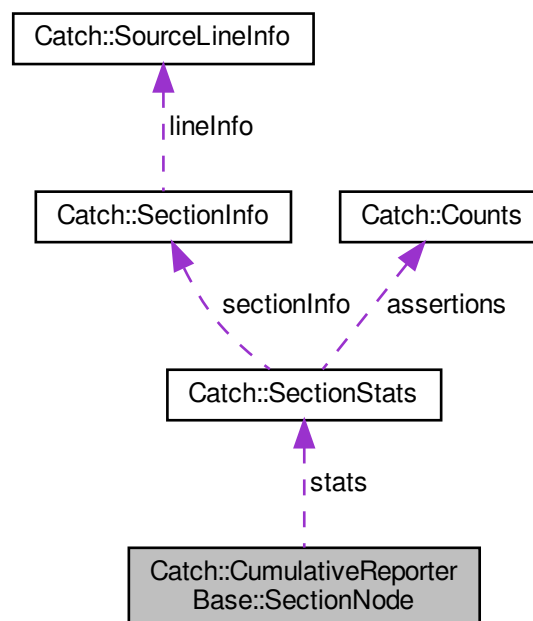 Catch::SourceLineInfo
lineInfo
Catch::SectionInfo
Catch::Counts
sectionInfo
assertions
Catch::SectionStats
stats
Catch::CumulativeReporter
Base::SectionNode